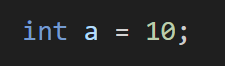 int a = 10;